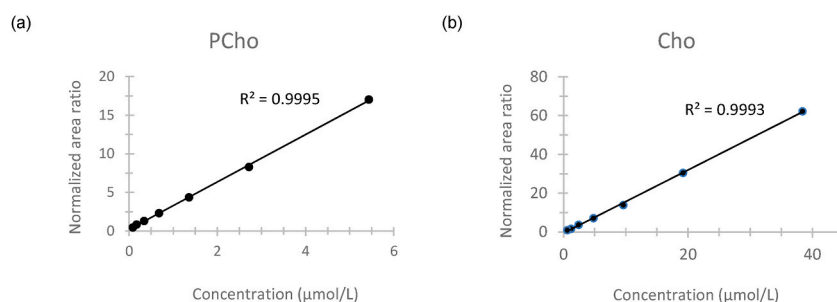 (a)
PCho
Normalized area ratio
20
15
10
5
0
R² = 0.9995
0
2
4
6
Concentration (µmol/L)
(b)
Cho
Normalized area ratio
80
60
40
20
0
R² = 0.9993
0
20
40
Concentration (µmol/L)